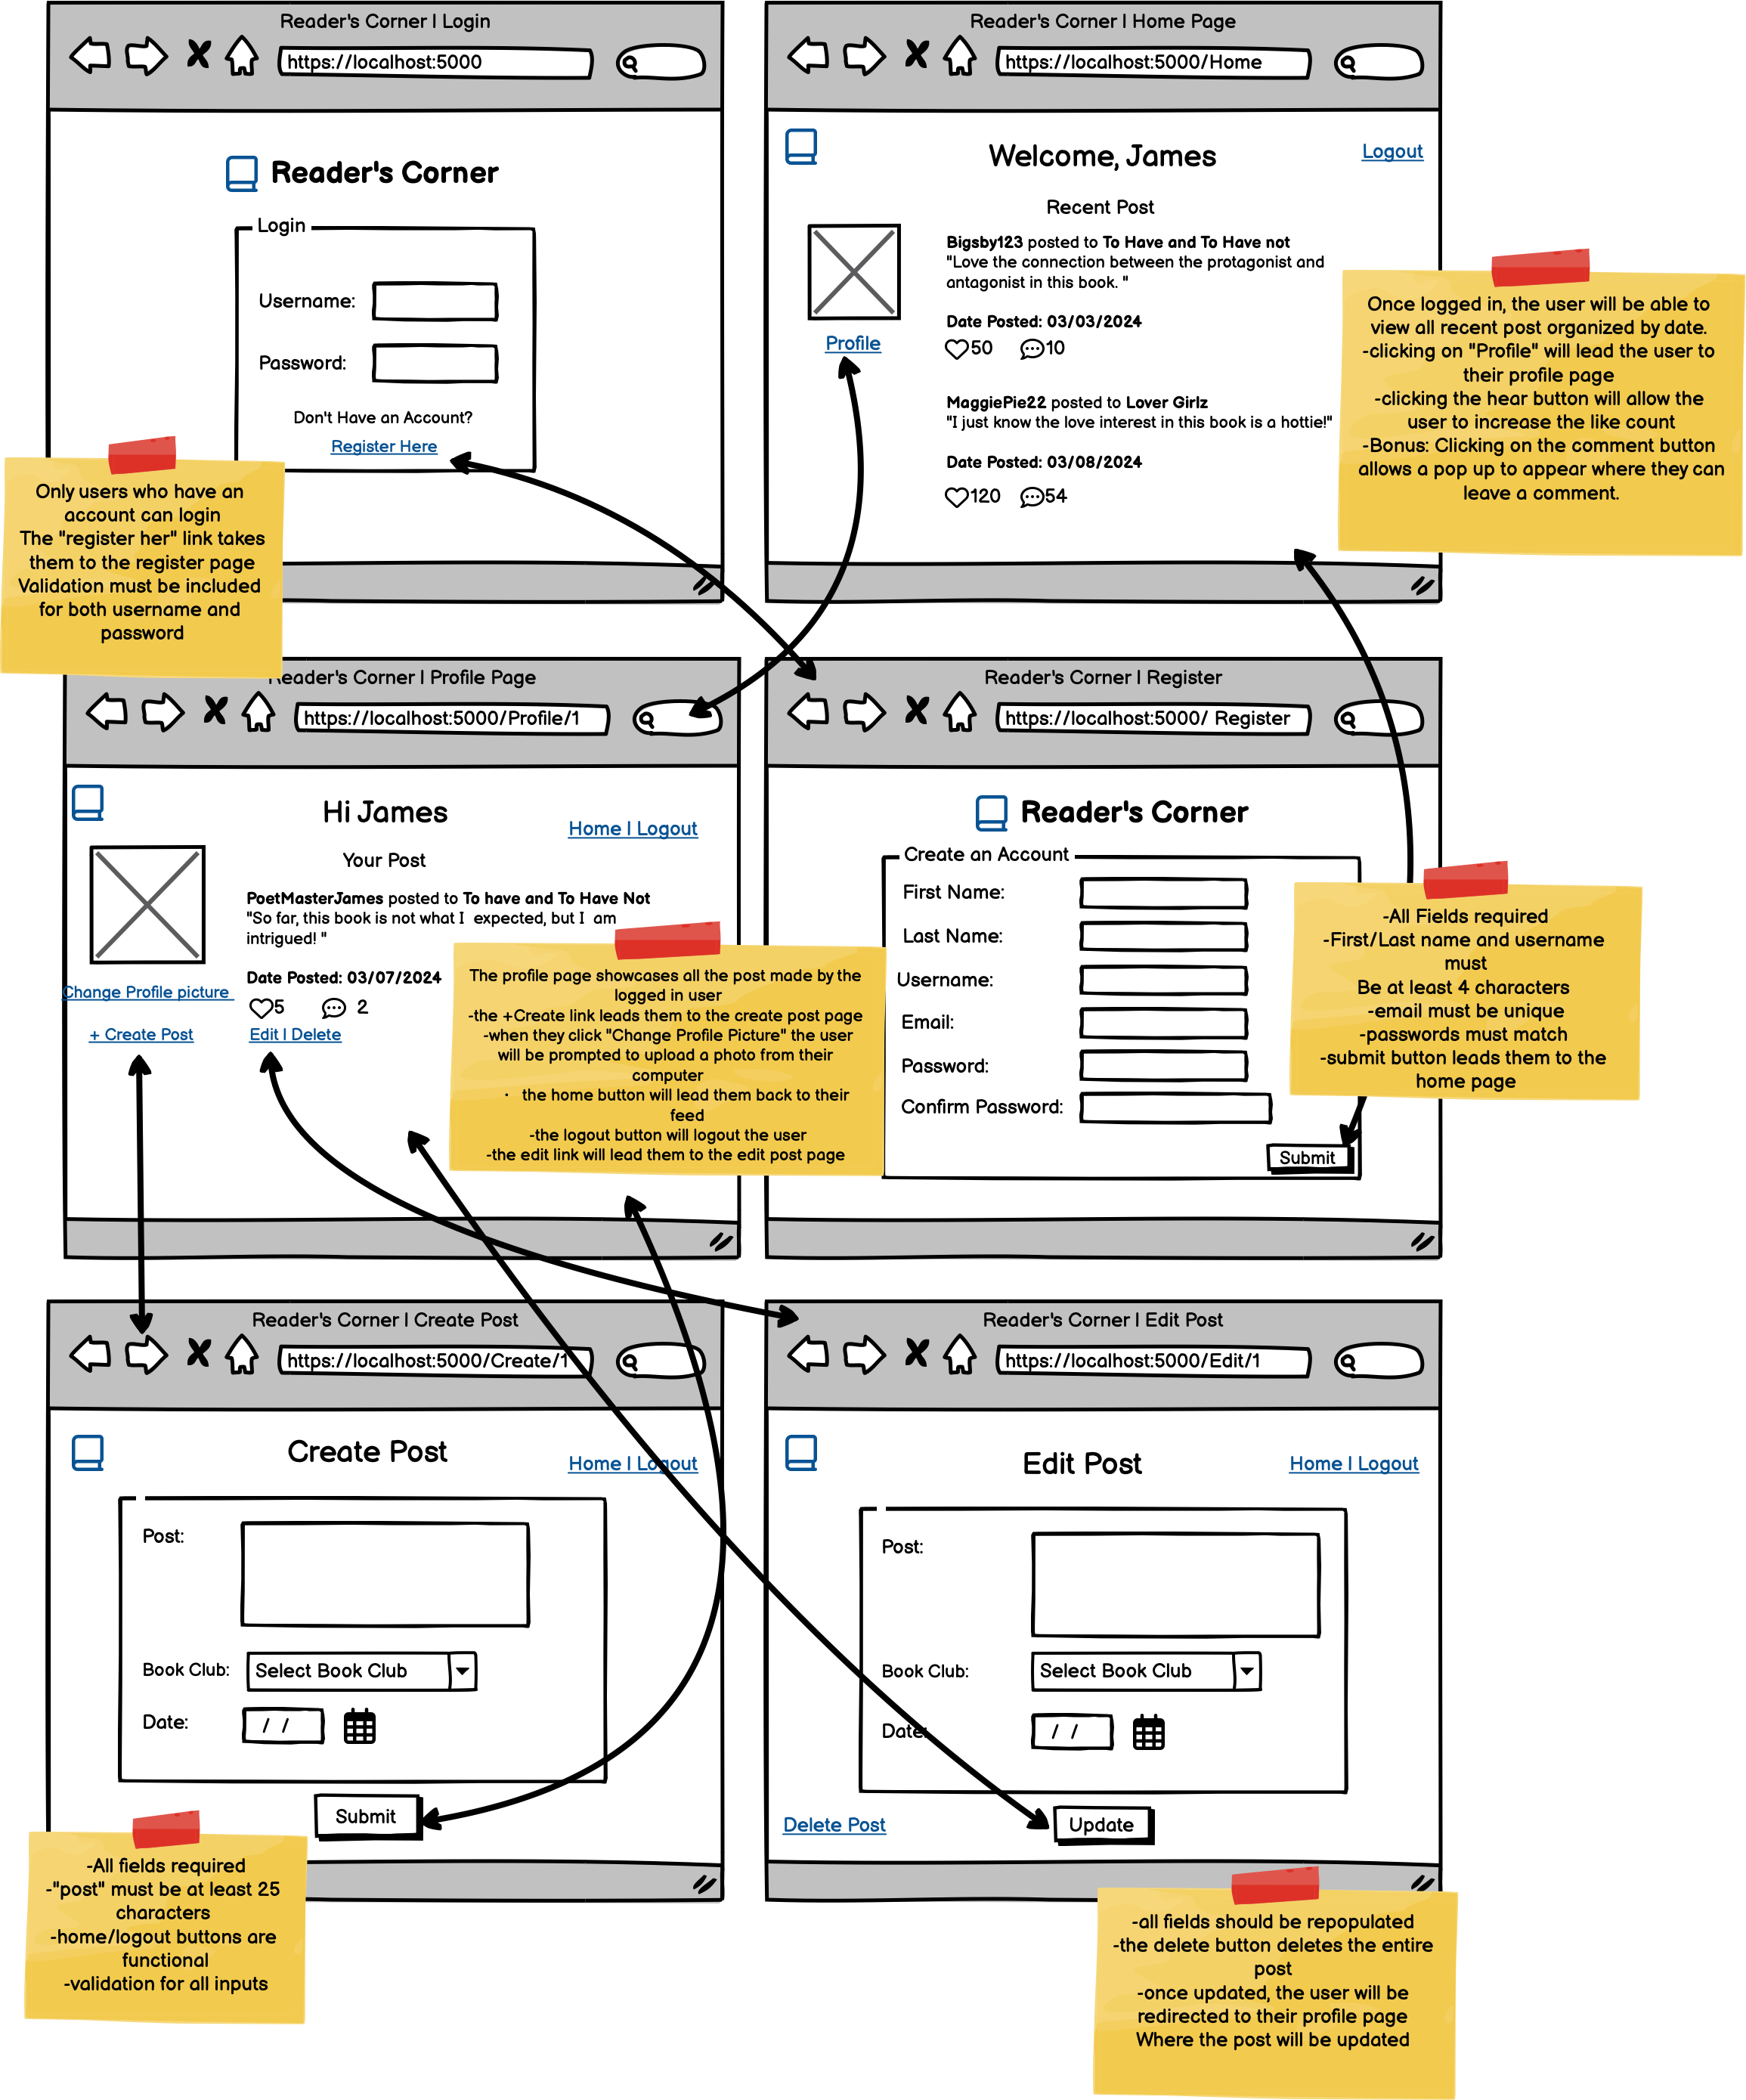 Reader's Corner | Login
https://localhost:5000
Reader's Corner
Login
Username:
Password:
Don't Have an Account?
Register Here
Only users who have an
account can login
The "register her" link takes
them to the register page
Validation must be included
for both username and
password
Reader's Corner | Home Page
https://localhost:5000/Home
Welcome, James
Logout
Recent Post
Profile
Bigsby123 posted to To Have and To Have not
"Love the connection between the protagonist and
antagonist in this book. "
Date Posted: 03/03/2024
50 10
MaggiePie22 posted to Lover Girlz
"I just know the love interest in this book is a hottie!"
Date Posted: 03/08/2024
120 54
Once logged in, the user will be able to
view all recent post organized by date.
-clicking on "Profile" will lead the user to
their profile page
-clicking the hear button will allow the
user to increase the like count
-Bonus: Clicking on the comment button
allows a pop up to appear where they can
leave a comment.
Reader's Corner | Profile Page
https://localhost:5000/Profile/1
Hi James
Home | Logout
Your Post
PoetMasterJames posted to To have and To Have Not
"So far, this book is not what I expected, but I am
intrigued! "
Date Posted: 03/07/2024
5 2
Edit | Delete
Change Profile picture
+ Create Post
The profile page showcases all the post made by the
logged in user
-the +Create link leads them to the create post page
-when they click "Change Profile Picture" the user
will be prompted to upload a photo from their
computer
· the home button will lead them back to their
feed
-the logout button will logout the user
-the edit link will lead them to the edit post page
Reader's Corner | Register
https://localhost:5000/ Register
Reader's Corner
Create an Account
First Name:
Last Name:
Username:
Email:
Password:
Confirm Password:
Submit
-All Fields required
-First/Last name and username
must
Be at least 4 characters
-email must be unique
-passwords must match
-submit button leads them to the
home page
Reader's Corner | Create Post
https://localhost:5000/Create/1
Create Post
Home | Logout
Post:
Book Club: Select Book Club
Date: / /
Submit
-All fields required
-"post" must be at least 25
characters
-home/logout buttons are
functional
-validation for all inputs
Reader's Corner | Edit Post
https://localhost:5000/Edit/1
Edit Post
Home | Logout
Post:
Book Club: Select Book Club
Date: / /
Delete Post
Update
-all fields should be repopulated
-the delete button deletes the entire
post
-once updated, the user will be
redirected to their profile page
Where the post will be updated